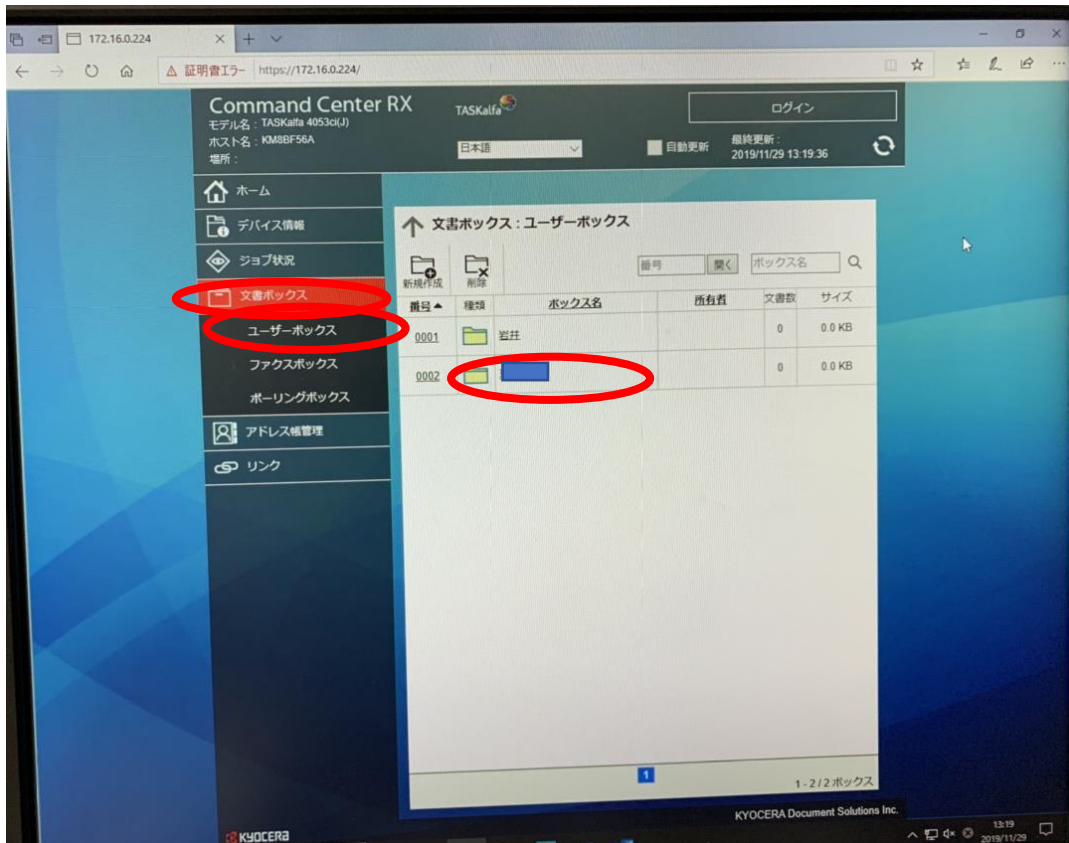 172.16.0.224
証明書エラー https://172.16.0.224/
Command Center RX
モデル名 : TASKalfa 4053ci(J)
ホスト名 : KM8BF56A
場所 :
TASKalfa
日本語
ログイン
自動更新
最終更新 :
2019/11/29 13:19:36
ホーム
デバイス情報
ジョブ状況
文書ボックス
ユーザーボックス
ファクスボックス
ポーリングボックス
アドレス帳管理
リンク
文書ボックス : ユーザーボックス
新規作成 削除
番号 開く ボックス名
番号 種類 ボックス名 所有者 文書数 サイズ
0001 岩井 0 0.0 KB
0002 0 0.0 KB
1
1 - 2 / 2 ボックス
KYOCERA Document Solutions Inc.
KYOCERA
13:19
2019/11/29